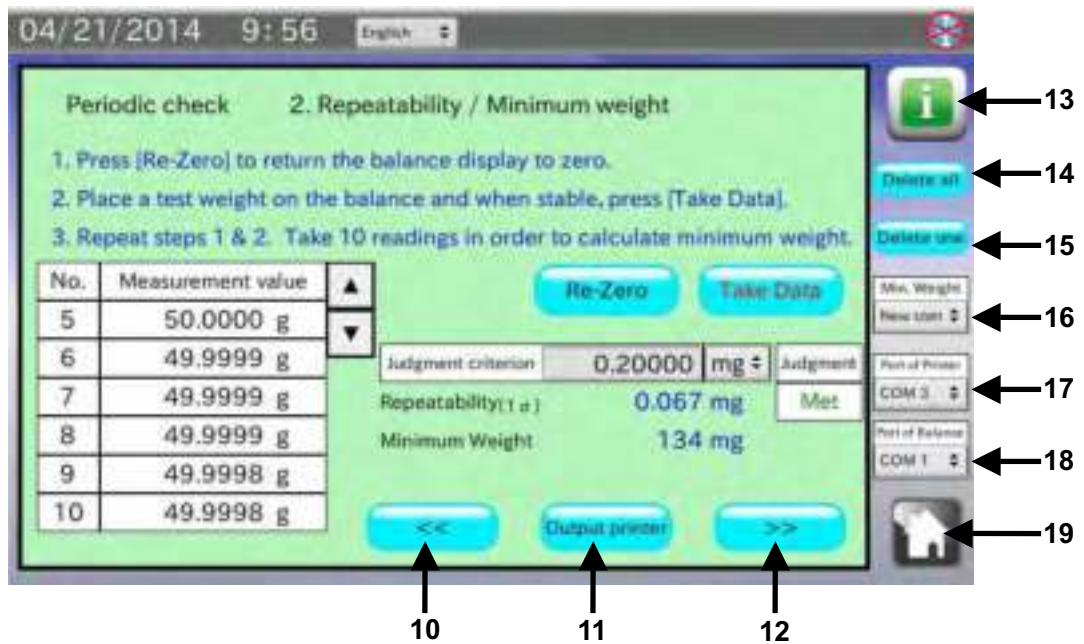 04/21/2014 9:56 English
Periodic check 2. Repeatability / Minimum weight
1. Press [Re-Zero] to return the balance display to zero.
2. Place a test weight on the balance and when stable, press [Take Data].
3. Repeat steps 1 & 2. Take 10 readings in order to calculate minimum weight.
No. Measurement value
5 50.0000 g
6 49.9999 g
7 49.9999 g
8 49.9999 g
9 49.9998 g
10 49.9998 g
Re-Zero Take Data
Judgment criterion 0.20000 mg Judgment
Repeatability(1σ) 0.067 mg Met
Minimum Weight 134 mg
<< Output printer >>
i 13
Delete all 14
Delete one 15
Min. Weight
New USP 16
Port of Printer
COM 3 17
Port of Balance
COM 1 18
19
10 11 12